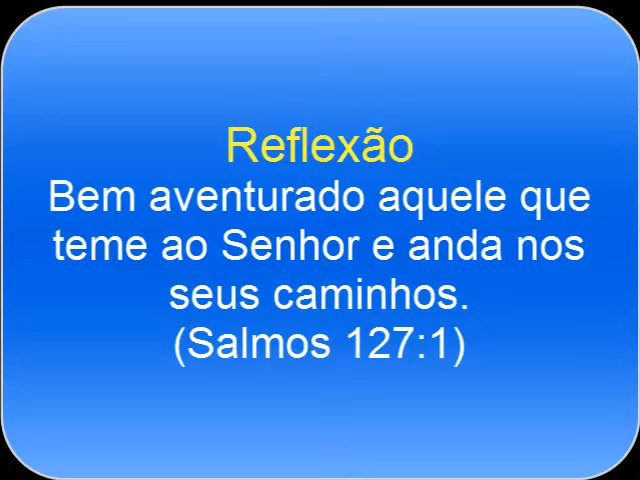 Reflexão
Bem aventurado aquele que
teme ao Senhor e anda nos
seus caminhos.
(Salmos 127:1)